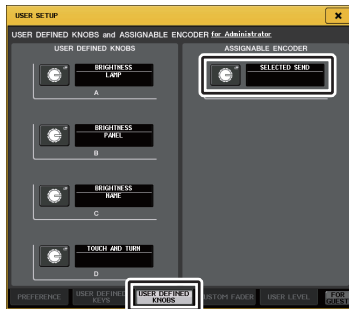 USER SETUP
USER DEFINED KNOBS and ASSIGNABLE ENCODER for Administrator
USER DEFINED KNOBS
BRIGHTNESS
LAMP
A
BRIGHTNESS
PANEL
B
BRIGHTNESS
NAME
C
TOUCH AND TURN
D
ASSIGNABLE ENCODER
SELECTED SEND
PREFERENCE
USER DEFINED
KEYS
USER DEFINED
KNOBS
USTOM FADER
USER LEVEL
FOR
GUEST